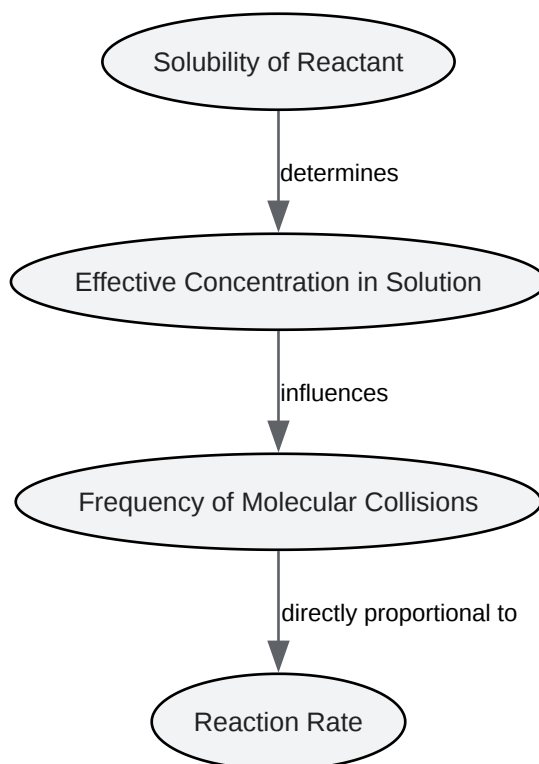 Solubility of Reactant
determines
Effective Concentration in Solution
influences
Frequency of Molecular Collisions
directly proportional to
Reaction Rate